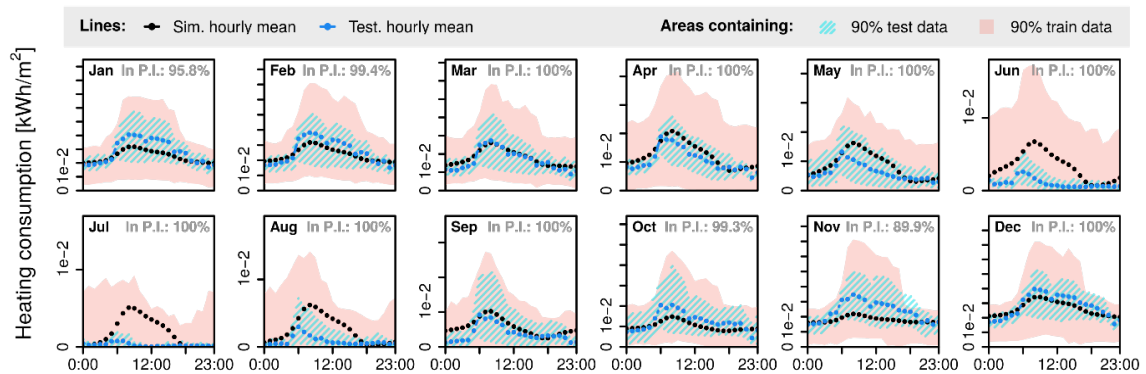 Lines: Sim. hourly mean Test. hourly mean Areas containing: 90% test data 90% train data
Heating consumption [kWh/m²]
Jan In P.I.: 95.8%
0 1e-2
Feb In P.I.: 99.4%
0 1e-2
Mar In P.I.: 100%
0 1e-2
Apr In P.I.: 100%
0 1e-2
May In P.I.: 100%
0 1e-2
Jun In P.I.: 100%
0 1e-2
Jul In P.I.: 100%
0 1e-2
Aug In P.I.: 100%
0 1e-2
Sep In P.I.: 100%
0 1e-2
Oct In P.I.: 99.3%
0 1e-2
Nov In P.I.: 89.9%
0 1e-2
Dec In P.I.: 100%
0 1e-2
0:00 12:00 23:00
0:00 12:00 23:00
0:00 12:00 23:00
0:00 12:00 23:00
0:00 12:00 23:00
0:00 12:00 23:00